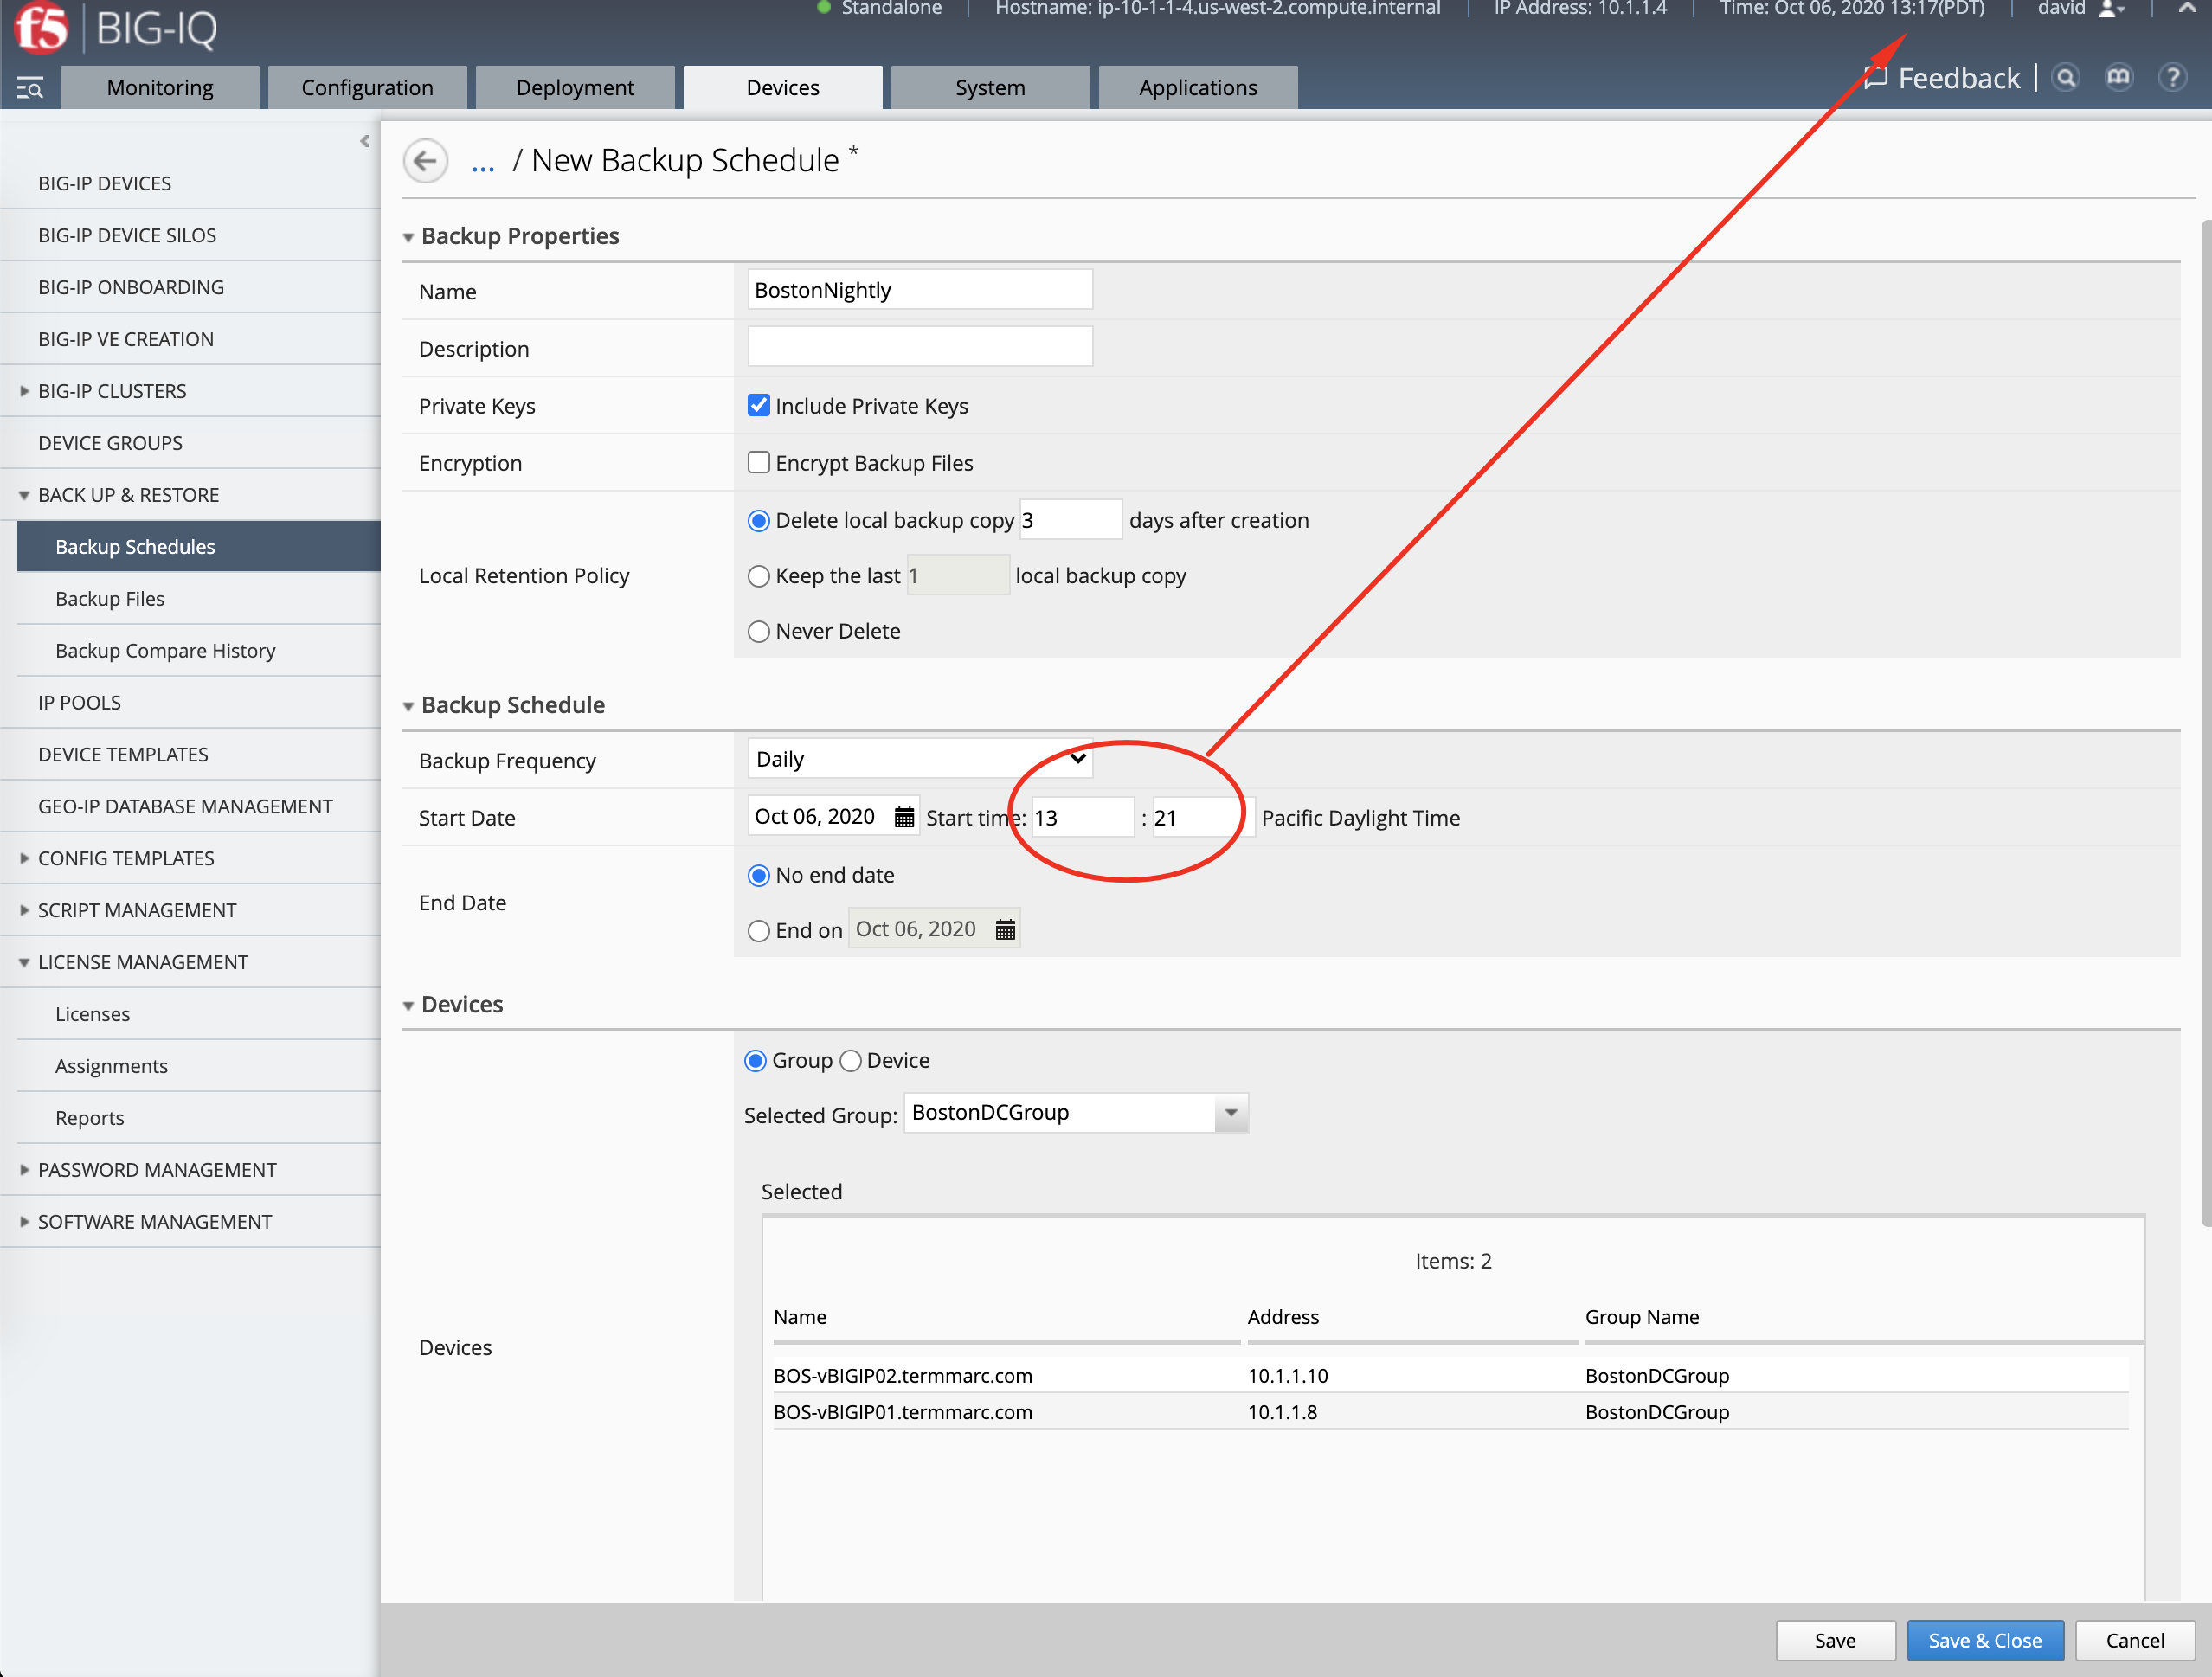 f5 BIG-IQ
Standalone
Hostname: ip-10-1-1-4.us-west-2.compute.internal
IP Address: 10.1.1.4
Time: Oct 06, 2020 13:17(PDT)
david
Monitoring
Configuration
Deployment
Devices
System
Applications
Feedback
?
BIG-IP DEVICES
BIG-IP DEVICE SILOS
BIG-IP ONBOARDING
BIG-IP VE CREATION
BIG-IP CLUSTERS
DEVICE GROUPS
BACK UP & RESTORE
Backup Schedules
Backup Files
Backup Compare History
IP POOLS
DEVICE TEMPLATES
GEO-IP DATABASE MANAGEMENT
CONFIG TEMPLATES
SCRIPT MANAGEMENT
LICENSE MANAGEMENT
Licenses
Assignments
Reports
PASSWORD MANAGEMENT
SOFTWARE MANAGEMENT
... / New Backup Schedule *
Backup Properties
Name BostonNightly
Description
Private Keys Include Private Keys
Encryption Encrypt Backup Files
Local Retention Policy
Delete local backup copy 3 days after creation
Keep the last 1 local backup copy
Never Delete
Backup Schedule
Backup Frequency Daily
Start Date Oct 06, 2020 Start time: 13 : 21 Pacific Daylight Time
End Date
No end date
End on Oct 06, 2020
Devices
Devices
Group Device
Selected Group: BostonDCGroup
Selected
Items: 2
Name Address Group Name
BOS-vBIGIP02.termmarc.com 10.1.1.10 BostonDCGroup
BOS-vBIGIP01.termmarc.com 10.1.1.8 BostonDCGroup
Save
Save & Close
Cancel